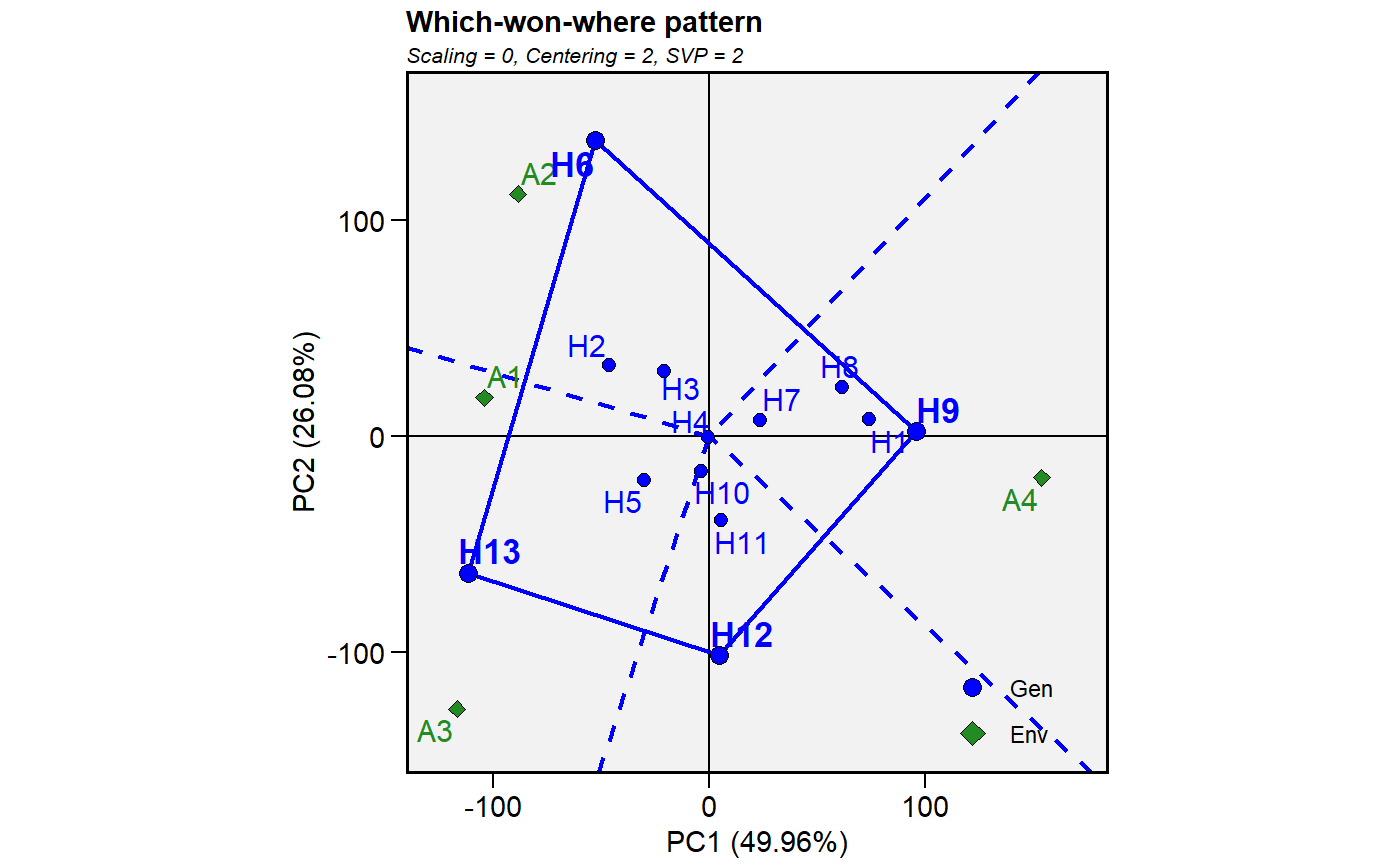 Which-won-where pattern
Scaling = 0, Centering = 2, SVP = 2
H6
A2
100
H2
H8
A1
H3
H7
H9
H4
0
H1
PC2 (26.08%)
H10
H5
A4
H11
H13
H12
-100
Gen
A3
Env
-100
0
100
PC1 (49.96%)